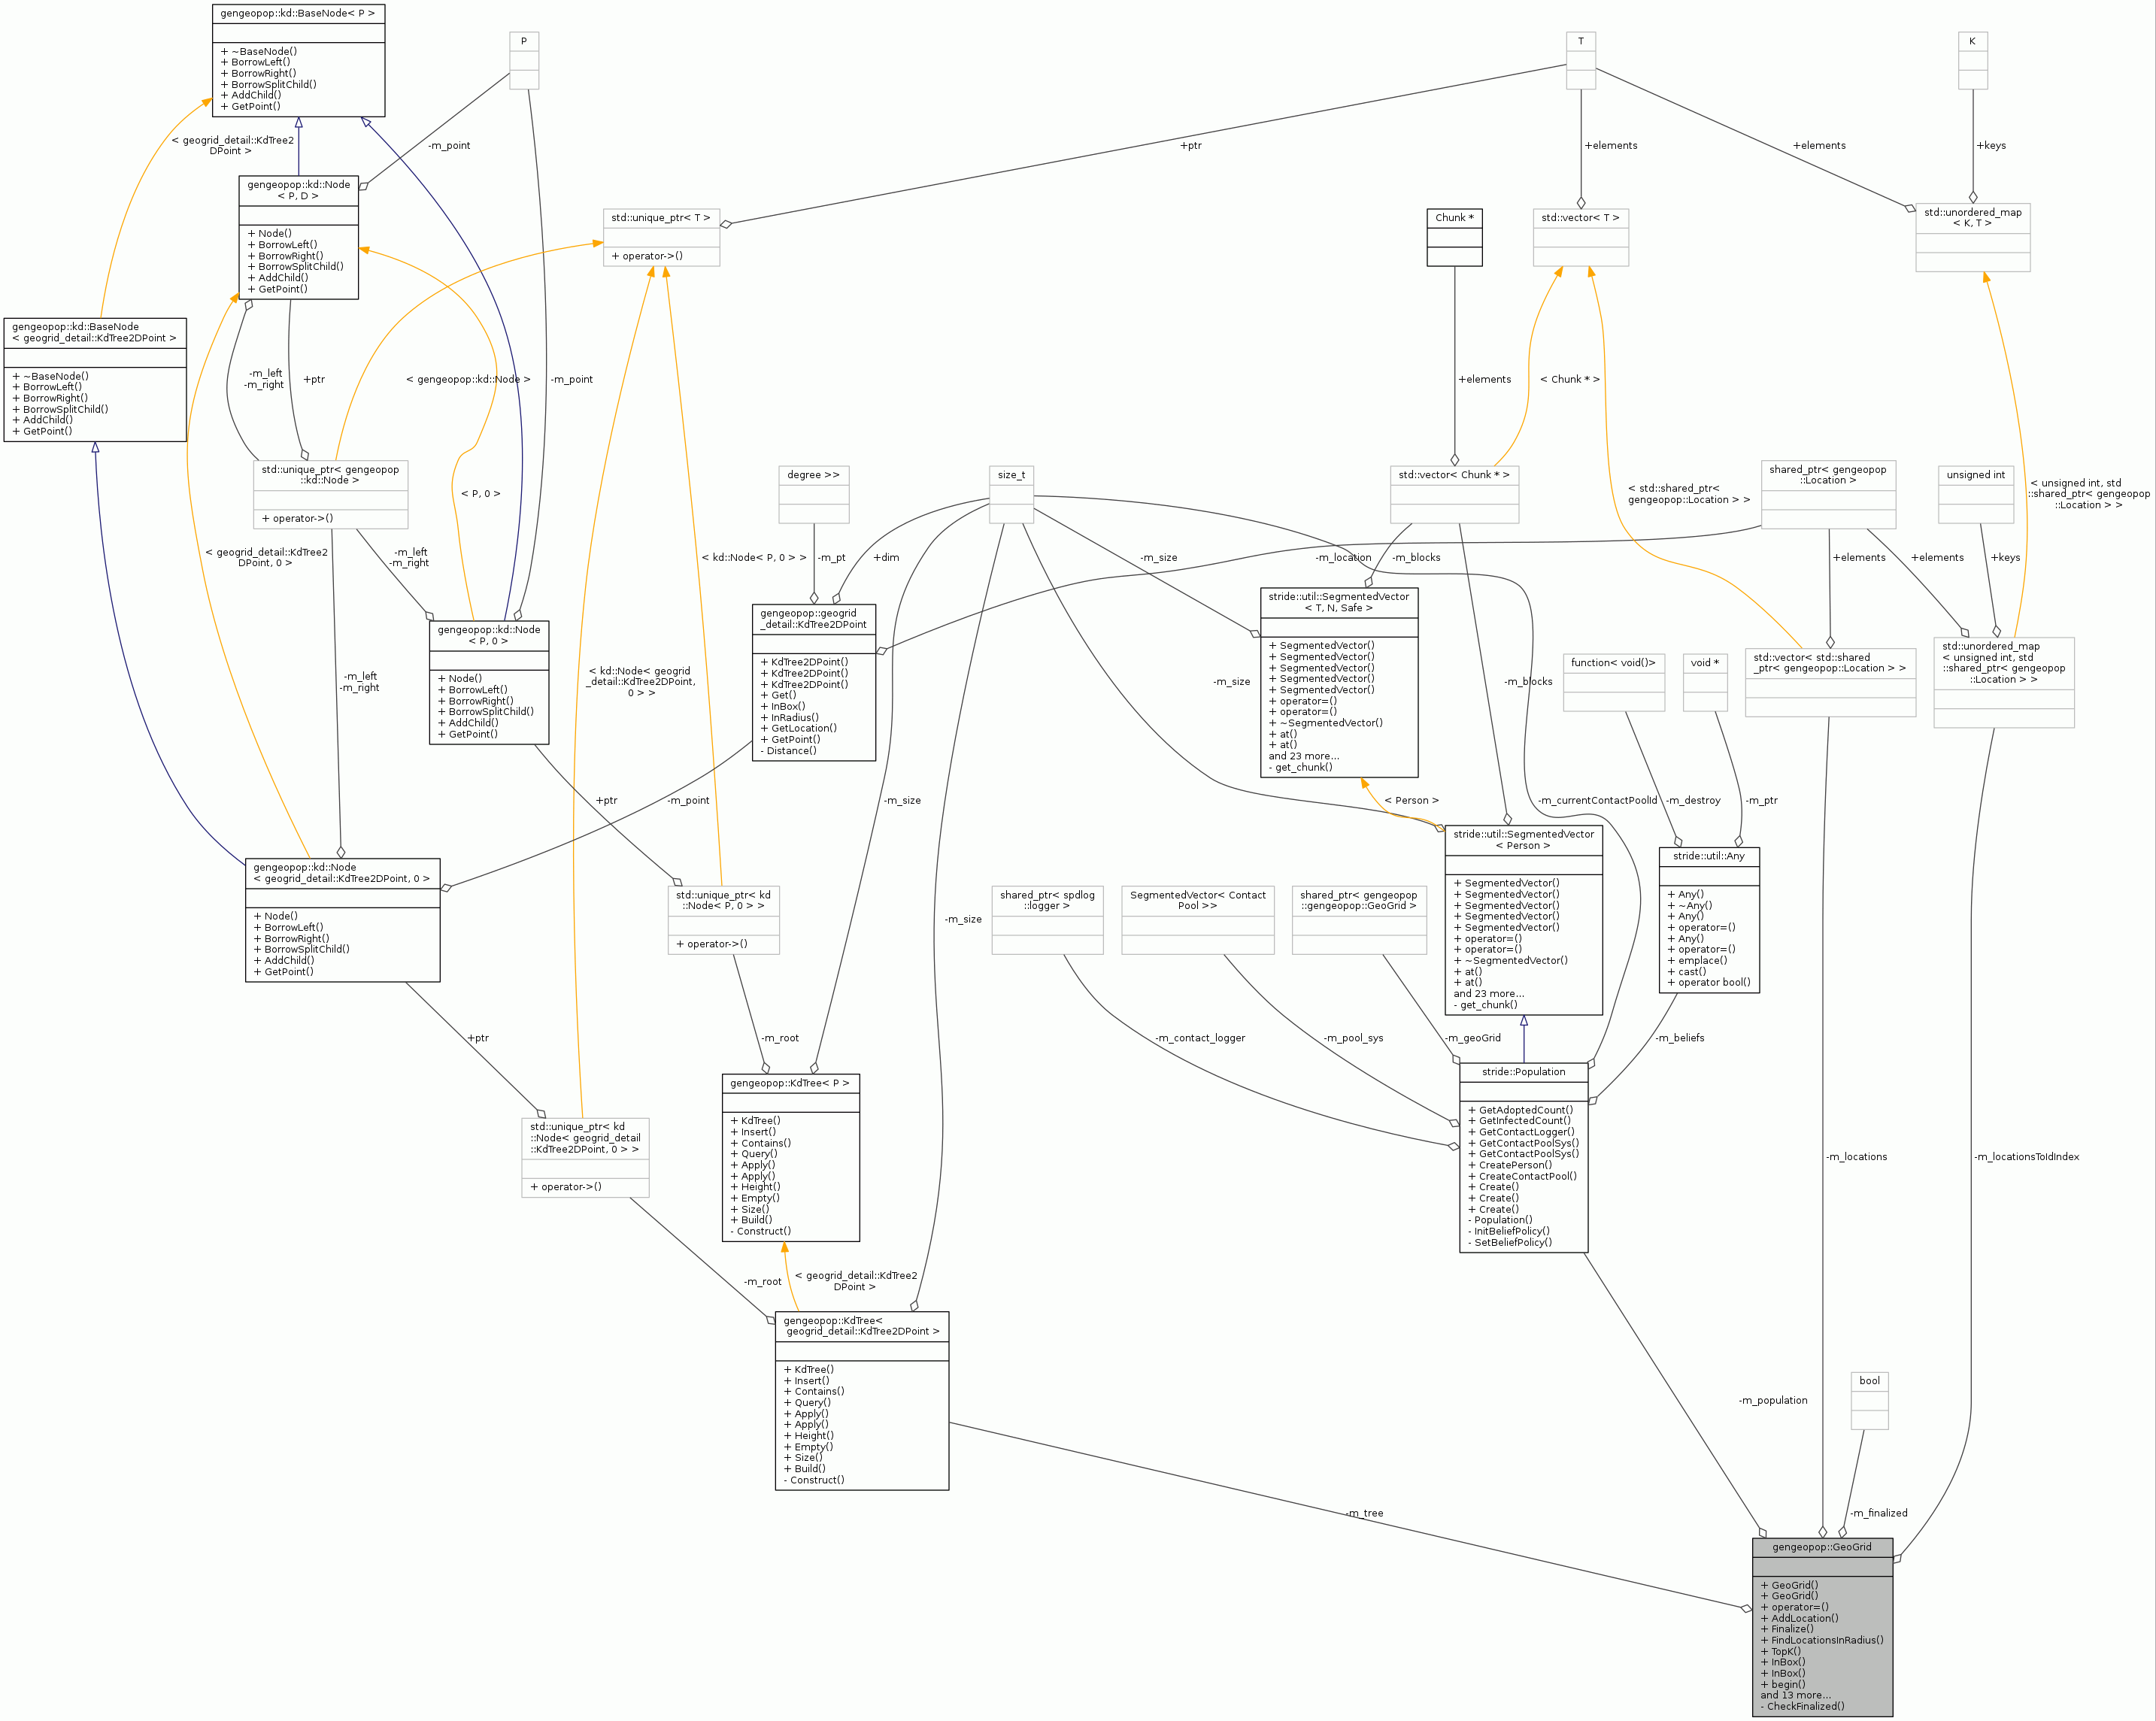 gengeopop::kd::BaseNode< P >
+ ~BaseNode()
+ BorrowLeft()
+ BorrowRight()
+ BorrowSplitChild()
+ AddChild()
+ GetPoint()
P
T
K
< geogrid_detail::KdTree2
DPoint >
-m_point
+ptr
+elements
+elements
+keys
gengeopop::kd::Node
< P, D >
+ Node()
+ BorrowLeft()
+ BorrowRight()
+ BorrowSplitChild()
+ AddChild()
+ GetPoint()
std::unique_ptr< T >
+ operator->()
Chunk *
std::vector< T >
std::unordered_map
< K, T >
gengeopop::kd::BaseNode
< geogrid_detail::KdTree2DPoint >
+ ~BaseNode()
+ BorrowLeft()
+ BorrowRight()
+ BorrowSplitChild()
+ AddChild()
+ GetPoint()
-m_left
-m_right
+ptr
< gengeopop::kd::Node >
-m_point
+elements
< Chunk * >
std::unique_ptr< gengeopop
::kd::Node >
+ operator->()
< P, 0 >
degree >>
size_t
std::vector< Chunk * >
< std::shared_ptr<
gengeopop::Location > >
shared_ptr< gengeopop
::Location >
unsigned int
< unsigned int, std
::shared_ptr< gengeopop
::Location > >
< geogrid_detail::KdTree2
DPoint, 0 >
-m_left
-m_right
< kd::Node< P, 0 > >
-m_pt
+dim
-m_size
-m_location
-m_blocks
+elements
+elements
+keys
gengeopop::kd::Node
< P, 0 >
+ Node()
+ BorrowLeft()
+ BorrowRight()
+ BorrowSplitChild()
+ AddChild()
+ GetPoint()
gengeopop::geogrid
_detail::KdTree2DPoint
+ KdTree2DPoint()
+ KdTree2DPoint()
+ KdTree2DPoint()
+ Get()
+ InBox()
+ InRadius()
+ GetLocation()
+ GetPoint()
- Distance()
stride::util::SegmentedVector
< T, N, Safe >
+ SegmentedVector()
+ SegmentedVector()
+ SegmentedVector()
+ SegmentedVector()
+ SegmentedVector()
+ operator=()
+ operator=()
+ ~SegmentedVector()
+ at()
+ at()
and 23 more...
- get_chunk()
function< void()>
void *
std::vector< std::shared
_ptr< gengeopop::Location > >
std::unordered_map
< unsigned int, std
::shared_ptr< gengeopop
::Location > >
-m_left
-m_right
< kd::Node< geogrid
_detail::KdTree2DPoint,
0 > >
-m_size
-m_blocks
-m_point
+ptr
-m_size
< Person >
-m_currentContactPoolId
-m_destroy
-m_ptr
gengeopop::kd::Node
< geogrid_detail::KdTree2DPoint, 0 >
+ Node()
+ BorrowLeft()
+ BorrowRight()
+ BorrowSplitChild()
+ AddChild()
+ GetPoint()
std::unique_ptr< kd
::Node< P, 0 > >
+ operator->()
-m_size
shared_ptr< spdlog
::logger >
SegmentedVector< Contact
Pool >>
shared_ptr< gengeopop
::gengeopop::GeoGrid >
stride::util::SegmentedVector
< Person >
+ SegmentedVector()
+ SegmentedVector()
+ SegmentedVector()
+ SegmentedVector()
+ SegmentedVector()
+ operator=()
+ operator=()
+ ~SegmentedVector()
+ at()
+ at()
and 23 more...
- get_chunk()
stride::util::Any
+ Any()
+ ~Any()
+ Any()
+ operator=()
+ Any()
+ operator=()
+ emplace()
+ cast()
+ operator bool()
+ptr
-m_root
-m_contact_logger
-m_pool_sys
-m_geoGrid
-m_beliefs
std::unique_ptr< kd
::Node< geogrid_detail
::KdTree2DPoint, 0 > >
+ operator->()
gengeopop::KdTree< P >
+ KdTree()
+ Insert()
+ Contains()
+ Query()
+ Apply()
+ Apply()
+ Height()
+ Empty()
+ Size()
+ Build()
- Construct()
stride::Population
+ GetAdoptedCount()
+ GetInfectedCount()
+ GetContactLogger()
+ GetContactPoolSys()
+ GetContactPoolSys()
+ CreatePerson()
+ CreateContactPool()
+ Create()
+ Create()
+ Create()
- Population()
- InitBeliefPolicy()
- SetBeliefPolicy()
-m_locations
-m_locationsToIdIndex
-m_root
< geogrid_detail::KdTree2
DPoint >
gengeopop::KdTree<
geogrid_detail::KdTree2DPoint >
+ KdTree()
+ Insert()
+ Contains()
+ Query()
+ Apply()
+ Apply()
+ Height()
+ Empty()
+ Size()
+ Build()
- Construct()
-m_population
bool
-m_tree
-m_finalized
gengeopop::GeoGrid
+ GeoGrid()
+ GeoGrid()
+ operator=()
+ AddLocation()
+ Finalize()
+ FindLocationsInRadius()
+ TopK()
+ InBox()
+ InBox()
+ begin()
and 13 more...
- CheckFinalized()